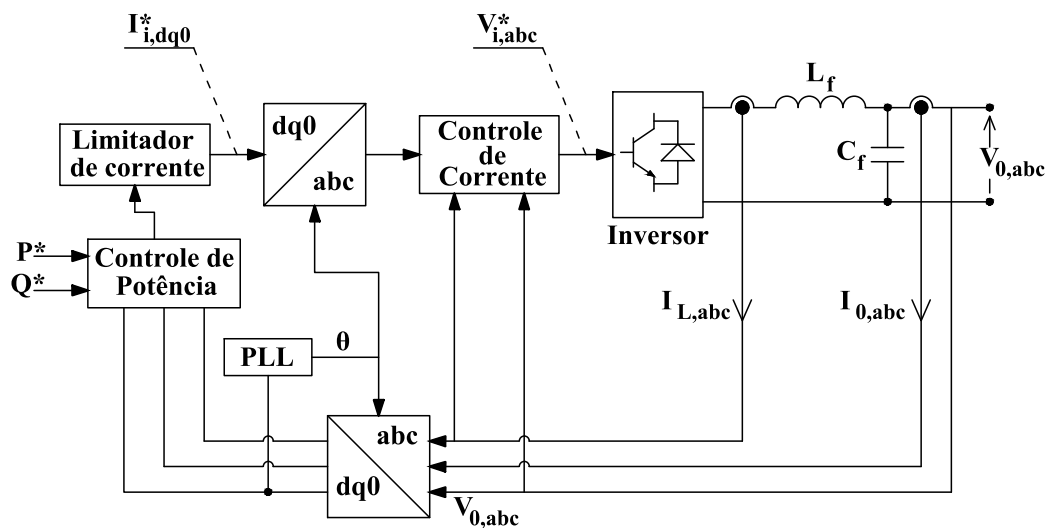 I*i,dq0
V*i,abc
Limitador
de corrente
dq0
abc
Controle
de
Corrente
Inversor
Lf
Cf
V0,abc
P*
Q*
Controle de
Potência
IL,abc
I0,abc
PLL
θ
abc
dq0
V0,abc